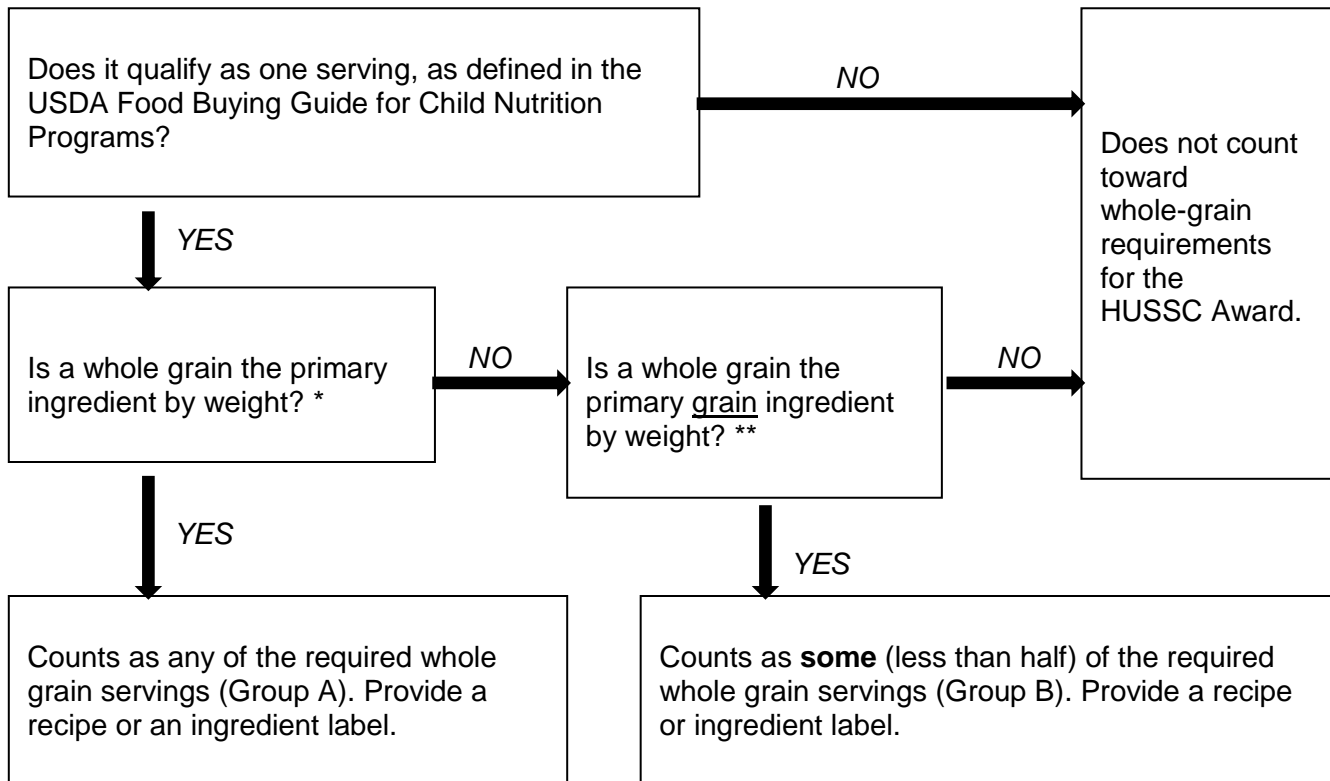 Does it qualify as one serving, as defined in the
USDA Food Buying Guide for Child Nutrition
Programs?
NO
Does not count
toward
whole-grain
requirements
for the
HUSSC Award.
YES
Is a whole grain the primary
ingredient by weight? *
NO
Is a whole grain the
primary grain ingredient
by weight? **
NO
YES
YES
Counts as any of the required whole
grain servings (Group A). Provide a
recipe or an ingredient label.
Counts as some (less than half) of the required
whole grain servings (Group B). Provide a recipe
or ingredient label.